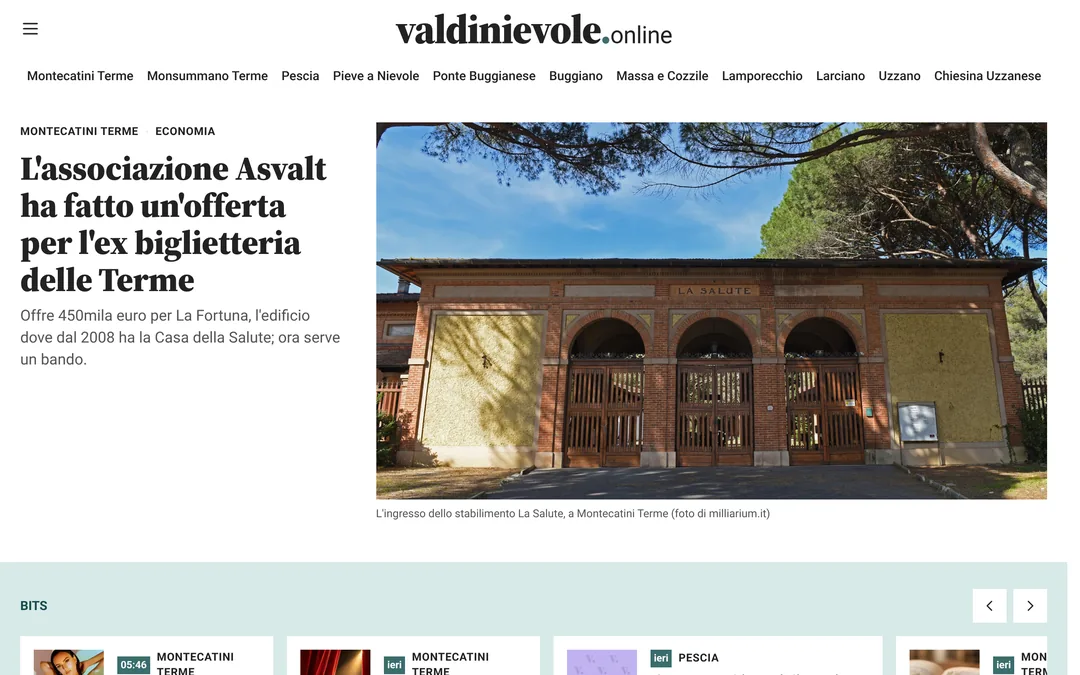 valdinievole.online
Montecatini Terme Monsummano Terme Pescia Pieve a Nievole Ponte Buggianese Buggiano Massa e Cozzile Lamporecchio Larciano Uzzano Chiesina Uzzanese
MONTECATINI TERME · ECONOMIA
L'associazione Asvalt
ha fatto un'offerta
per l'ex biglietteria
delle Terme
Offre 450mila euro per La Fortuna, l'edificio
dove dal 2008 ha la Casa della Salute; ora serve
un bando.
LA SALUTE
L'ingresso dello stabilimento La Salute, a Montecatini Terme (foto di milliarium.it)
BITS
05:46 MONTECATINI
TERME
ieri MONTECATINI
TERME
ieri PESCIA
ieri MON
TERM